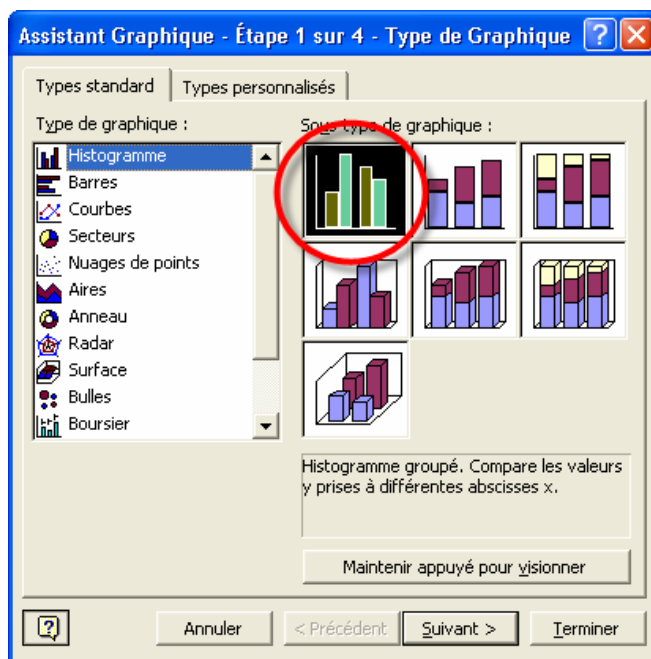 Assistant Graphique - Étape 1 sur 4 - Type de Graphique
Types standard
Types personnalisés
Type de graphique :
Histogramme
Barres
Courbes
Secteurs
Nuages de points
Aires
Anneau
Radar
Surface
Bulles
Boursier
Sous-type de graphique :
Histogramme groupé. Compare les valeurs
y prises à différentes abscisses x.
Maintenir appuyé pour visionner
Annuler
< Précédent
Suivant >
Terminer